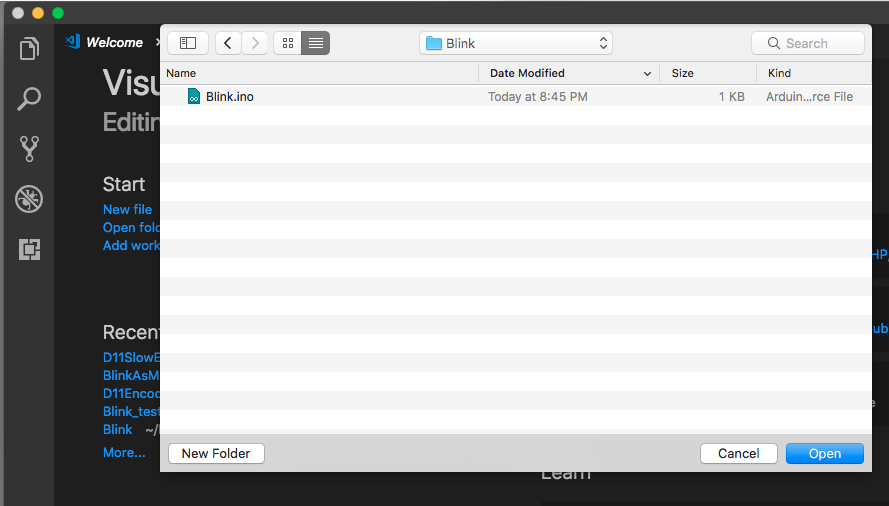 Welcome
Blink
Search
Name
Date Modified
Size
Kind
Blink.ino
Today at 8:45 PM
1 KB
Arduin...rce File
Visu
Editin
Start
New file
Open fold
Add work
HP,
ub
Recent
D11SlowE
BlinkAsM
D11Encod
Blink_test
Blink ~/
e
More...
New Folder
Cancel
Open
Learn